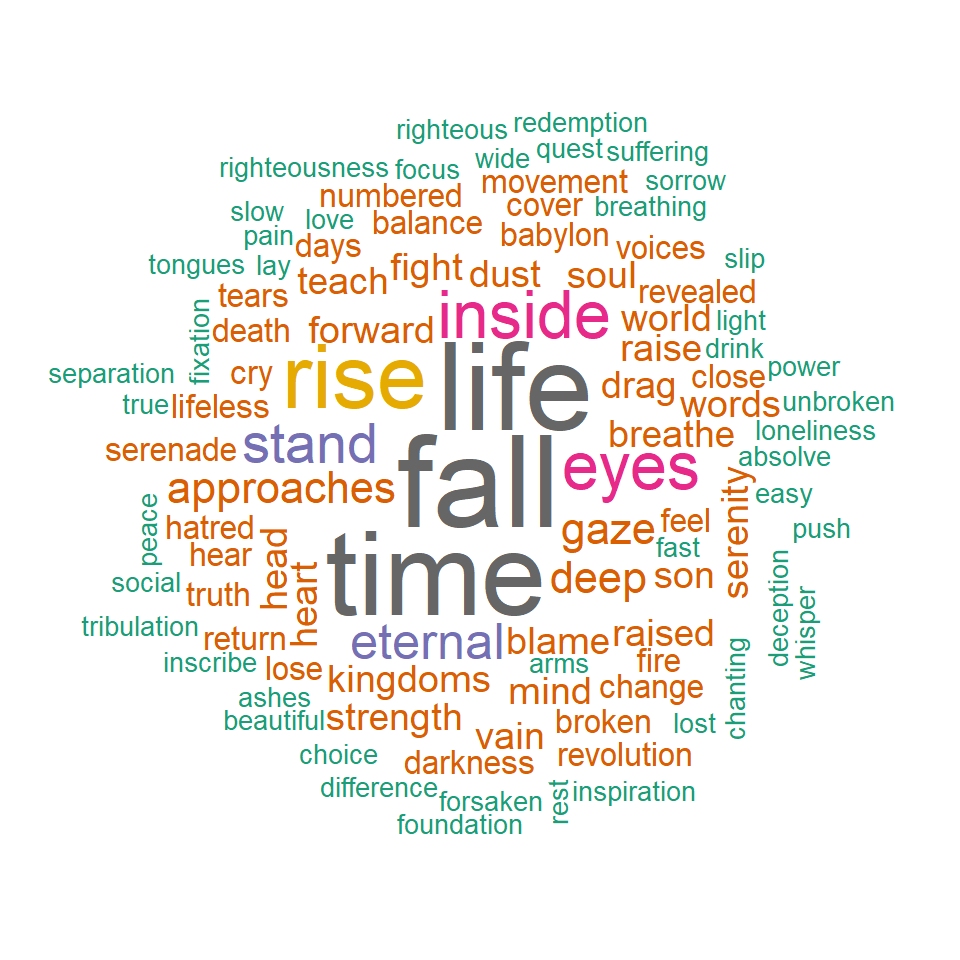 righteous redemption
righteousness focus wide quest suffering
numbered movement sorrow
slow love balance cover breathing
pain days babylon voices
tongues lay teach fight dust soul slip
tears inside revealed
fixation death forward world light
separation cry rise life raise drink power
true lifeless drag close words unbroken
serenade stand fall eyes breathe loneliness
approaches absolve
peace hatred gaze feel serenity easy
hear head time fast push
social truth heart deep son deception
tribulation return eternal blame raised whisper
inscribe lose kingdoms arms fire chanting
ashes mind change
beautiful strength vain broken lost
choice darkness revolution
difference forsaken rest inspiration
foundation